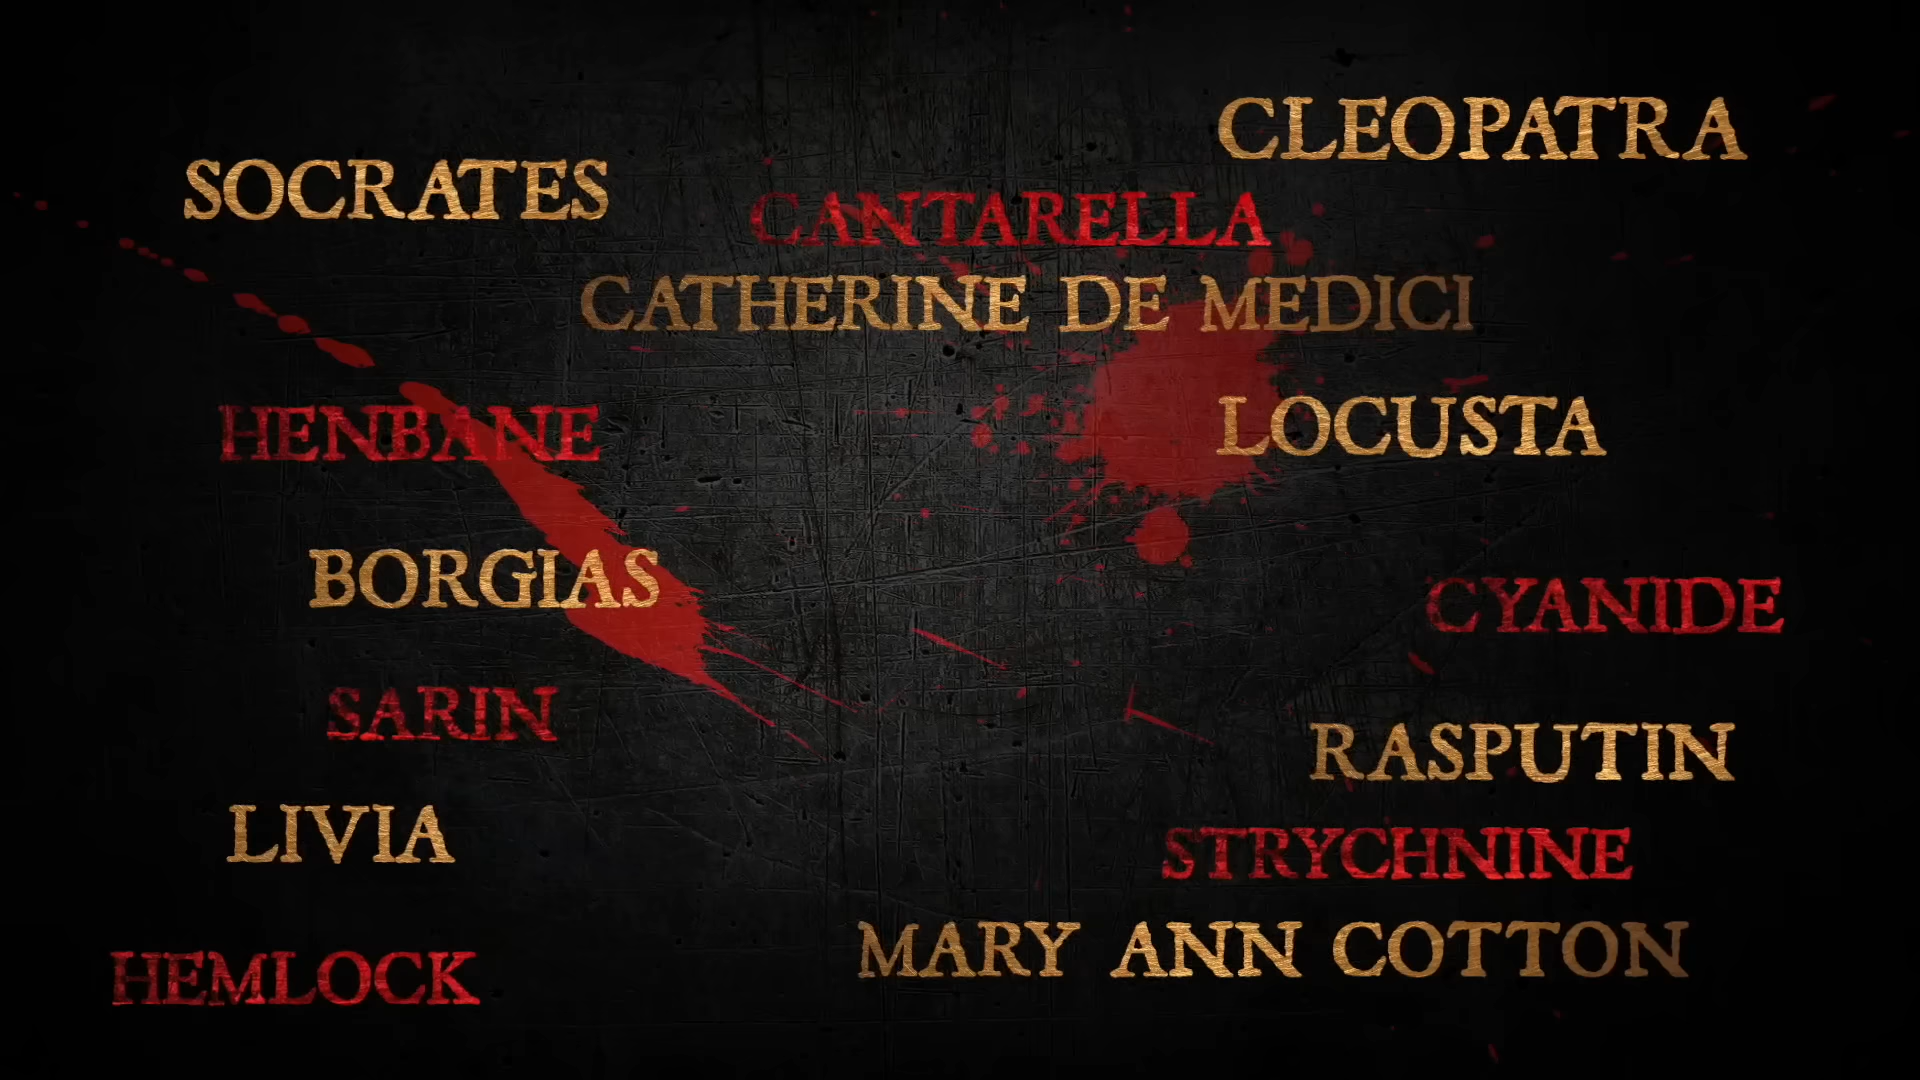 CLEOPATRA
SOCRATES
CANTARELLA
CATHERINE DE MEDICI
HENBANE
LOCUSTA
BORGIAS
CYANIDE
SARIN
RASPUTIN
LIVIA
STRYCHNINE
MARY ANN COTTON
HEMLOCK